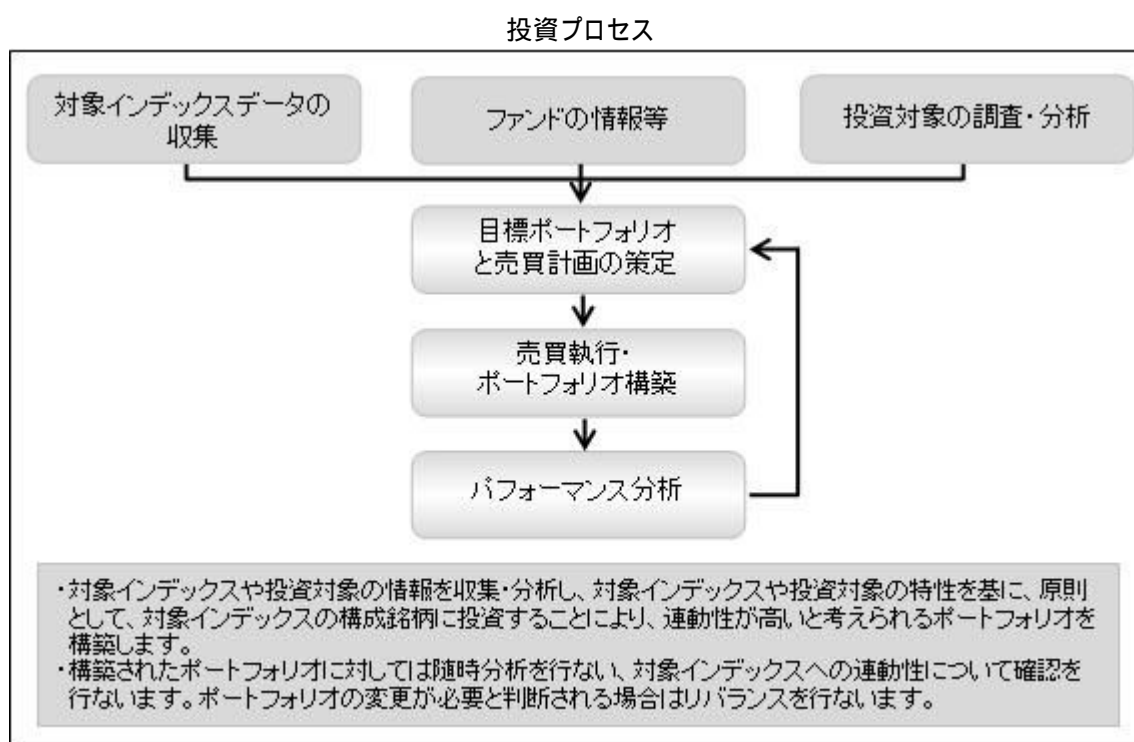 投資プロセス
対象インデックスデータの
収集
ファンドの情報等
投資対象の調査・分析
目標ポートフォリオ
と売買計画の策定
売買執行・
ポートフォリオ構築
パフォーマンス分析
・対象インデックスや投資対象の情報を収集・分析し、対象インデックスや投資対象の特性を基に、原則
として、対象インデックスの構成銘柄に投資することにより、連動性が高いと考えられるポートフォリオを
構築します。
・構築されたポートフォリオに対しては随時分析を行ない、対象インデックスへの連動性について確認を
行ないます。ポートフォリオの変更が必要と判断される場合はリバランスを行ないます。